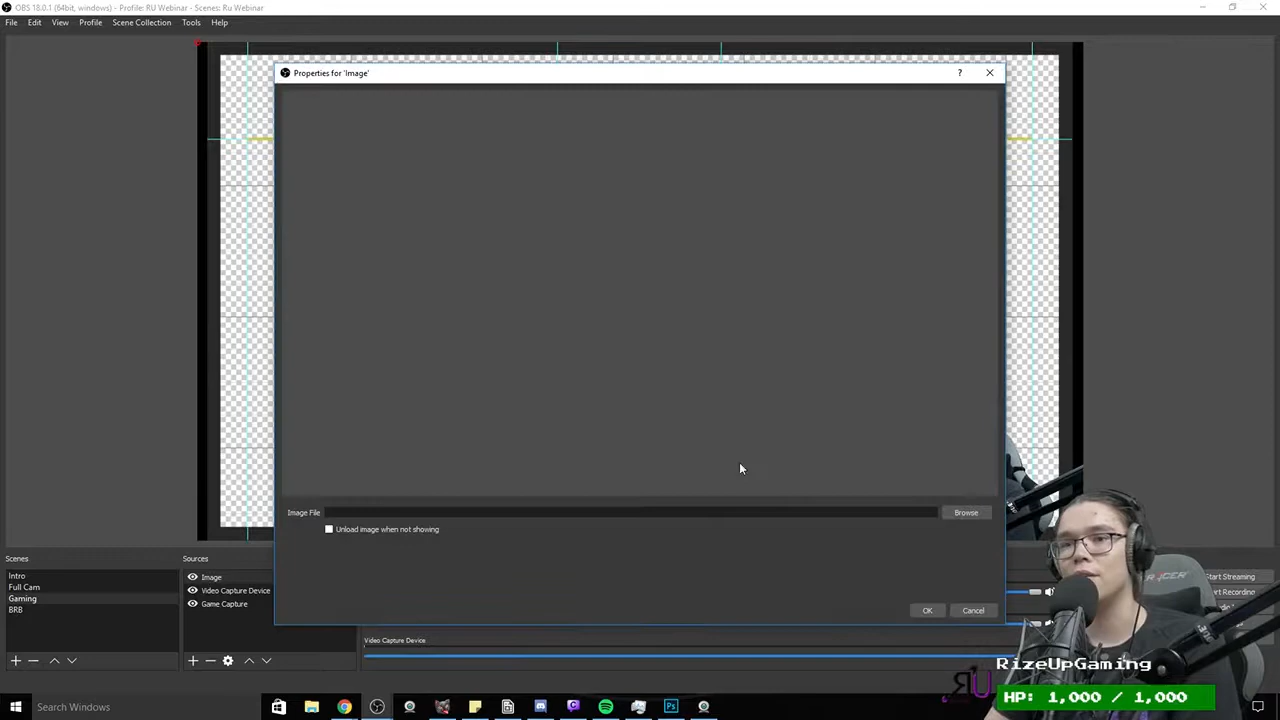 OBS 18.0.1 (64bit, windows) - Profile: RU Webinar - Scenes: Ru Webinar
File Edit View Profile Scene Collection Tools Help
Properties for 'Image'
Image File
Browse
Unload image when not showing
Scenes
Sources
Intro
Full Cam
Gaming
BRB
Image
Video Capture Device
Game Capture
OK
Cancel
Start Streaming
Start Recording
Video Capture Device
RizeUpGaming
RU
HP: 1,000 / 1,000
Search Windows
Ps